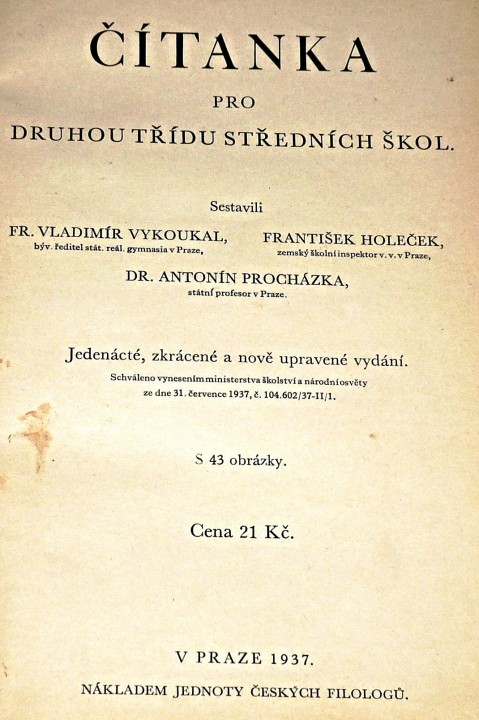 ČÍTANKA
PRO
DRUHOU TŘÍDU STŘEDNÍCH ŠKOL.
Sestavili
FR. VLADIMÍR VYKOUKAL,
býv. ředitel stát. reál. gymnasia v Praze,
FRANTIŠEK HOLEČEK,
zemský školní inspektor v. v. v Praze,
DR. ANTONÍN PROCHÁZKA,
státní profesor v Praze.
Jedenácté, zkrácené a nově upravené vydání.
Schváleno vynesením ministerstva školství a národní osvěty
ze dne 31. července 1937, č. 104.602/37-II/1.
S 43 obrázky.
Cena 21 Kč.
V PRAZE 1937.
NÁKLADEM JEDNOTY ČESKÝCH FILOLOGŮ.